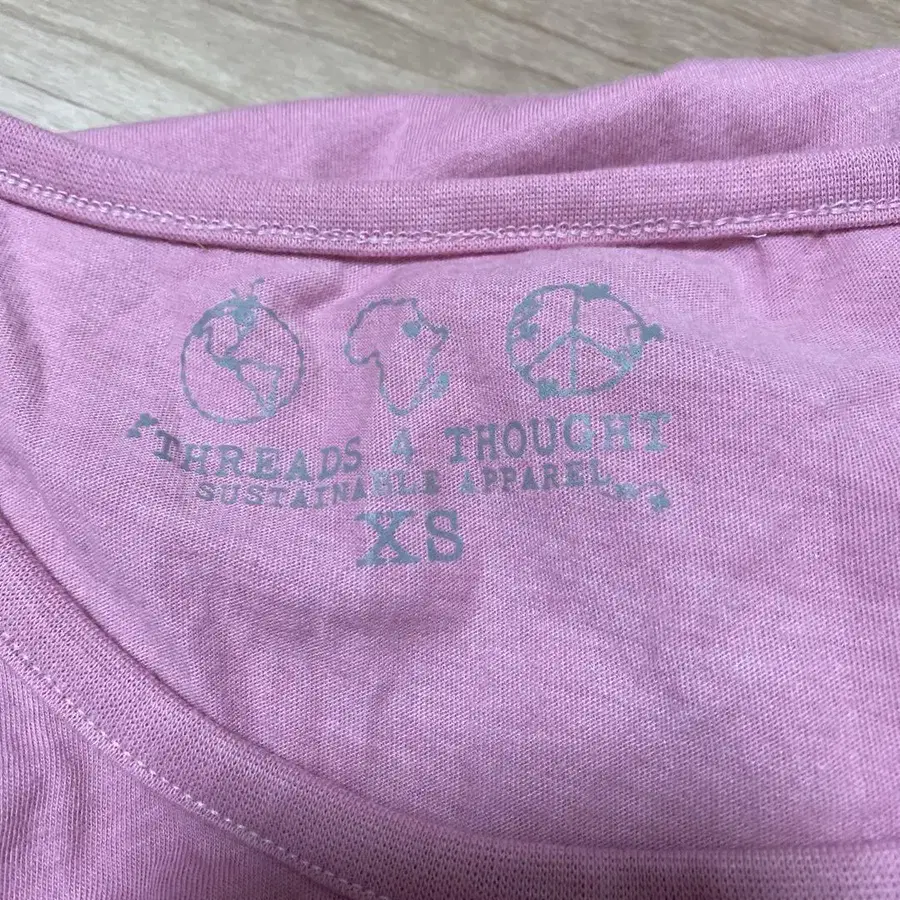 THREADS 4 THOUGHT
SUSTAINABLE APPAREL
XS